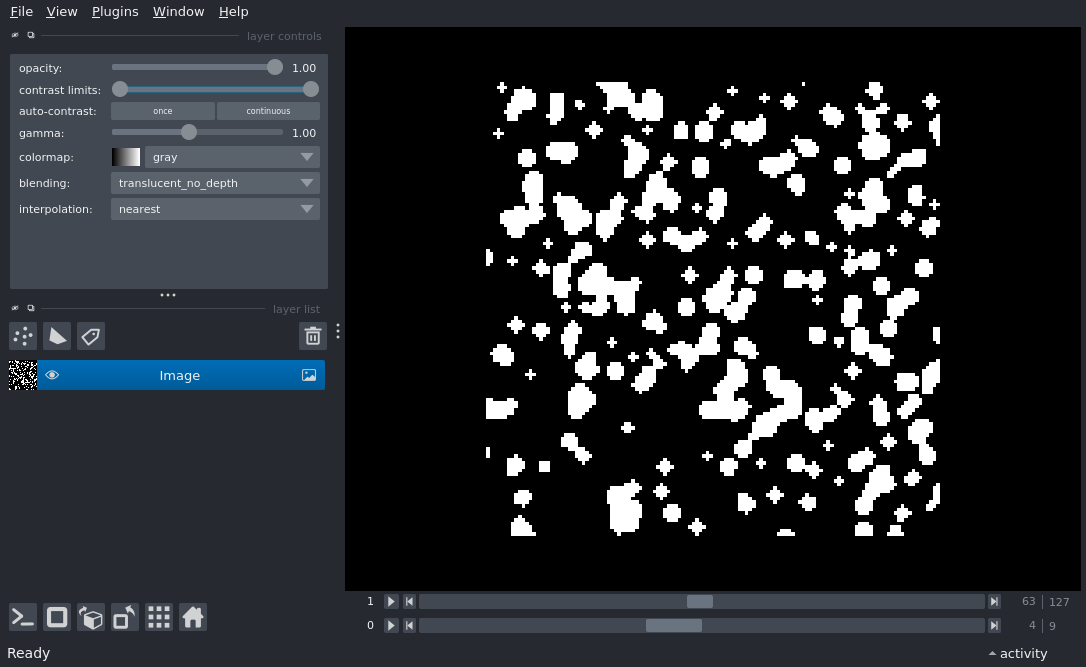 File View Plugins Window Help
layer controls
opacity: 1.00
contrast limits:
auto-contrast: once continuous
gamma: 1.00
colormap: gray
blending: translucent_no_depth
interpolation: nearest
layer list
Image
1 63 127
0 4 9
Ready activity